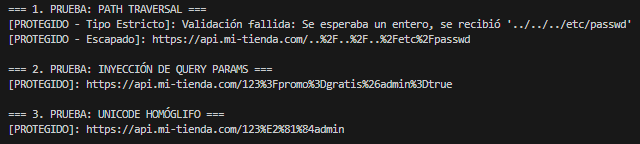 === 1. PRUEBA: PATH TRAVERSAL ===
[PROTEGIDO - Tipo Estricto]: Validación fallida: Se esperaba un entero, se recibió '../../../etc/passwd'
[PROTEGIDO - Escapado]: https://api.mi-tienda.com/..%2F..%2F..%2Fetc%2Fpasswd
=== 2. PRUEBA: INYECCIÓN DE QUERY PARAMS ===
[PROTEGIDO]: https://api.mi-tienda.com/123%3Fpromo%3Dgratis%26admin%3Dtrue
=== 3. PRUEBA: UNICODE HOMÓGLIFO ===
[PROTEGIDO]: https://api.mi-tienda.com/123%E2%81%84admin